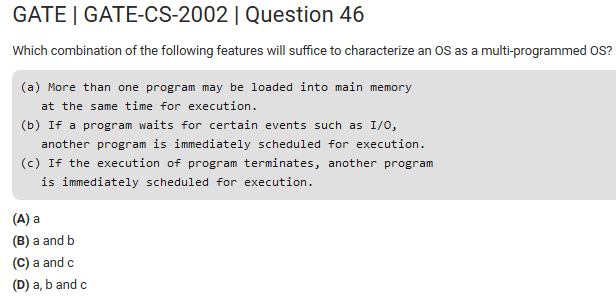 GATE | GATE-CS-2002 | Question 46
Which combination of the following features will suffice to characterize an OS as a multi-programmed OS?
(a) More than one program may be loaded into main memory
at the same time for execution.
(b) If a program waits for certain events such as I/O,
another program is immediately scheduled for execution.
(c) If the execution of program terminates, another program
is immediately scheduled for execution.
(A) a
(B) a and b
(C) a and c
(D) a, b and c